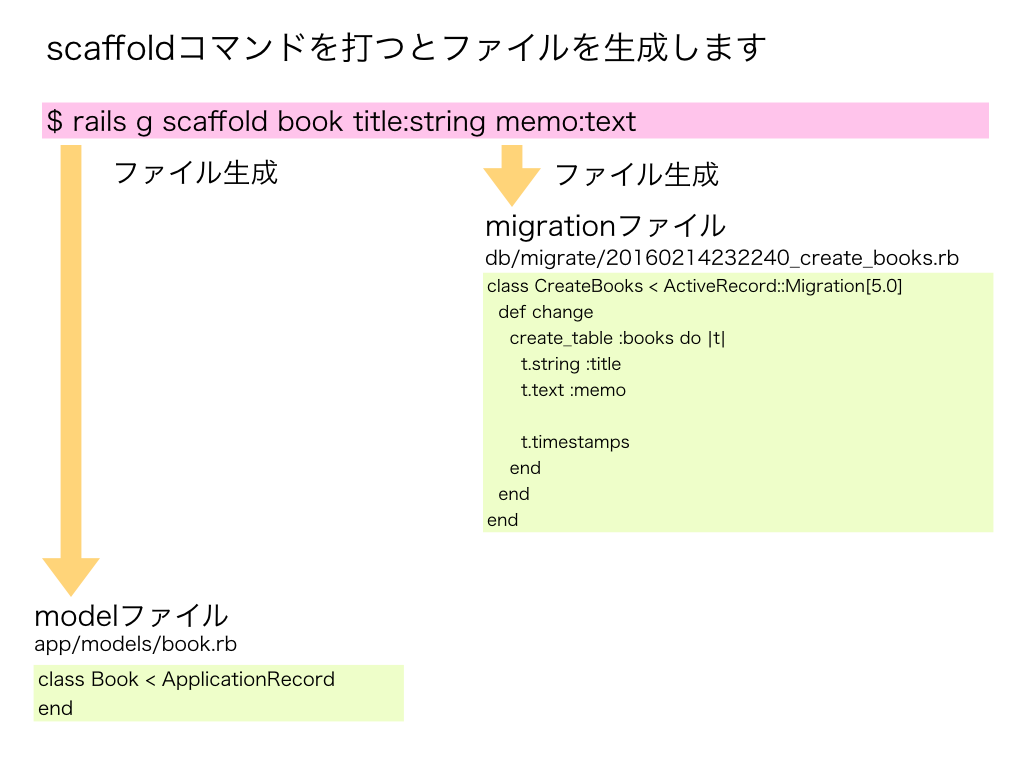 scaffoldコマンドを打つとファイルを生成します
$ rails g scaffold book title:string memo:text
ファイル生成
ファイル生成
migrationファイル
db/migrate/20160214232240_create_books.rb
class CreateBooks < ActiveRecord::Migration[5.0]
  def change
    create_table :books do |t|
      t.string :title
      t.text :memo
      t.timestamps
    end
  end
end
modelファイル
app/models/book.rb
class Book < ApplicationRecord
end